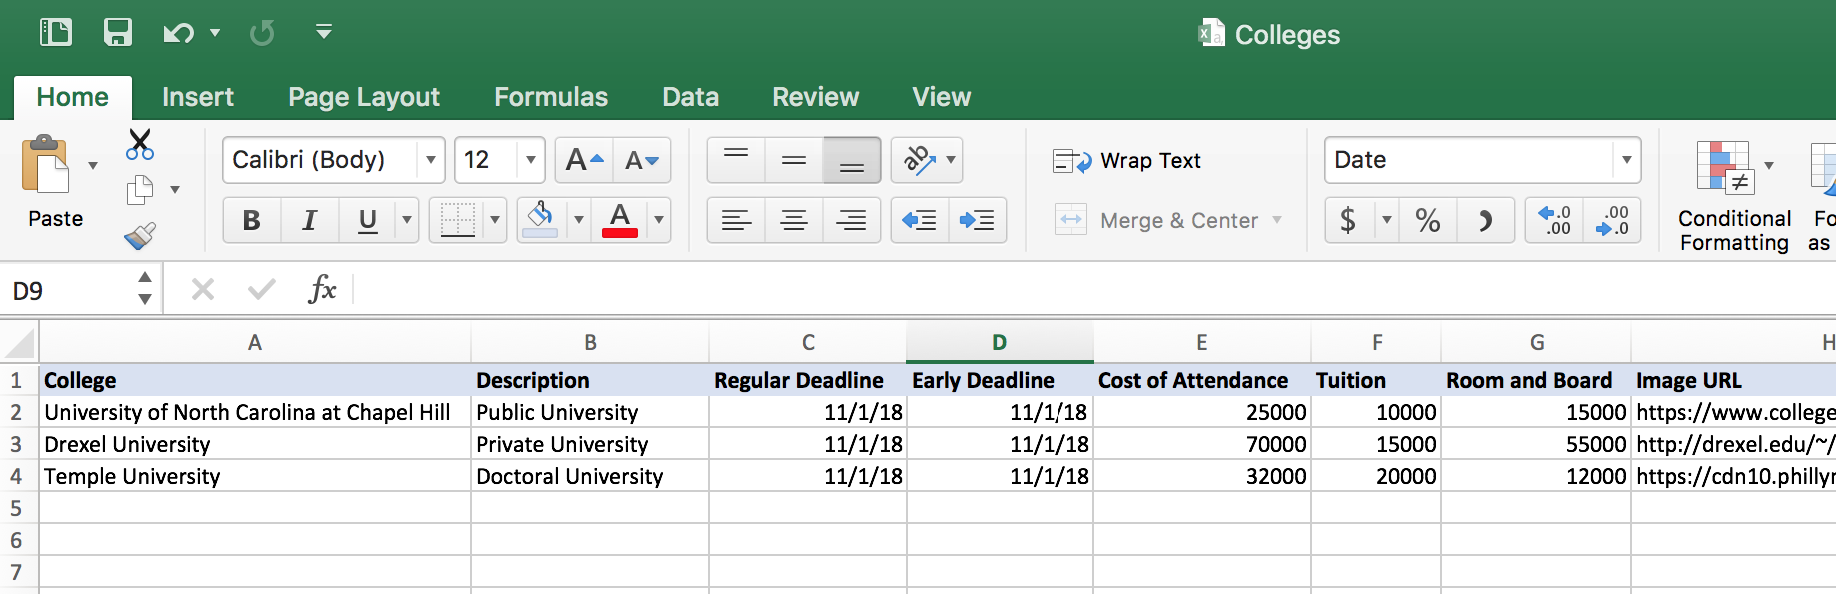 Colleges
Home Insert Page Layout Formulas Data Review View
Calibri (Body) 12 A A ab Wrap Text Date
Paste B I U A Merge & Center $ % .0 .00 .00 .0 Conditional Formatting Fo as
D9 fx
A B C D E F G H
1 College Description Regular Deadline Early Deadline Cost of Attendance Tuition Room and Board Image URL
2 University of North Carolina at Chapel Hill Public University 11/1/18 11/1/18 25000 10000 15000 https://www.college
3 Drexel University Private University 11/1/18 11/1/18 70000 15000 55000 http://drexel.edu/~/
4 Temple University Doctoral University 11/1/18 11/1/18 32000 20000 12000 https://cdn10.phillyr
5
6
7